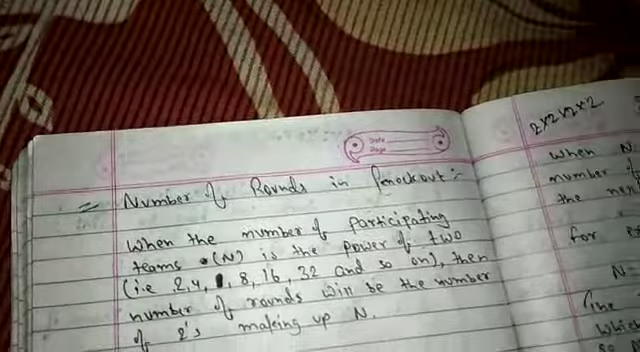 Date
Page
= Number of Rounds in Knockout :-
When the number of participating
teams (N) is the power of two
(i.e 2, 4, 8, 16, 32 and so on), then
number of rounds will be the number
of 2's making up N.
2×2×2×2
When N
number of
the
for
N =
The
which
so N